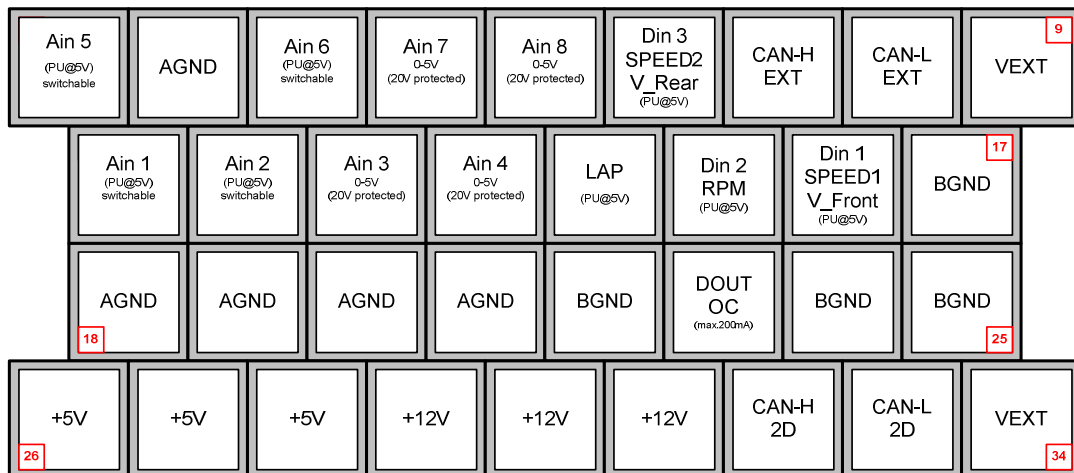 Ain 5
(PU@5V)
switchable
AGND
Ain 6
(PU@5V)
switchable
Ain 7
0-5V
(20V protected)
Ain 8
0-5V
(20V protected)
Din 3
SPEED2
V_Rear
(PU@5V)
CAN-H
EXT
CAN-L
EXT
9
VEXT
Ain 1
(PU@5V)
switchable
Ain 2
(PU@5V)
switchable
Ain 3
0-5V
(20V protected)
Ain 4
0-5V
(20V protected)
LAP
(PU@5V)
Din 2
RPM
(PU@5V)
Din 1
SPEED1
V_Front
(PU@5V)
17
BGND
AGND
18
AGND
AGND
AGND
BGND
DOUT
OC
(max.200mA)
BGND
BGND
25
+5V
26
+5V
+5V
+12V
+12V
+12V
CAN-H
2D
CAN-L
2D
VEXT
34